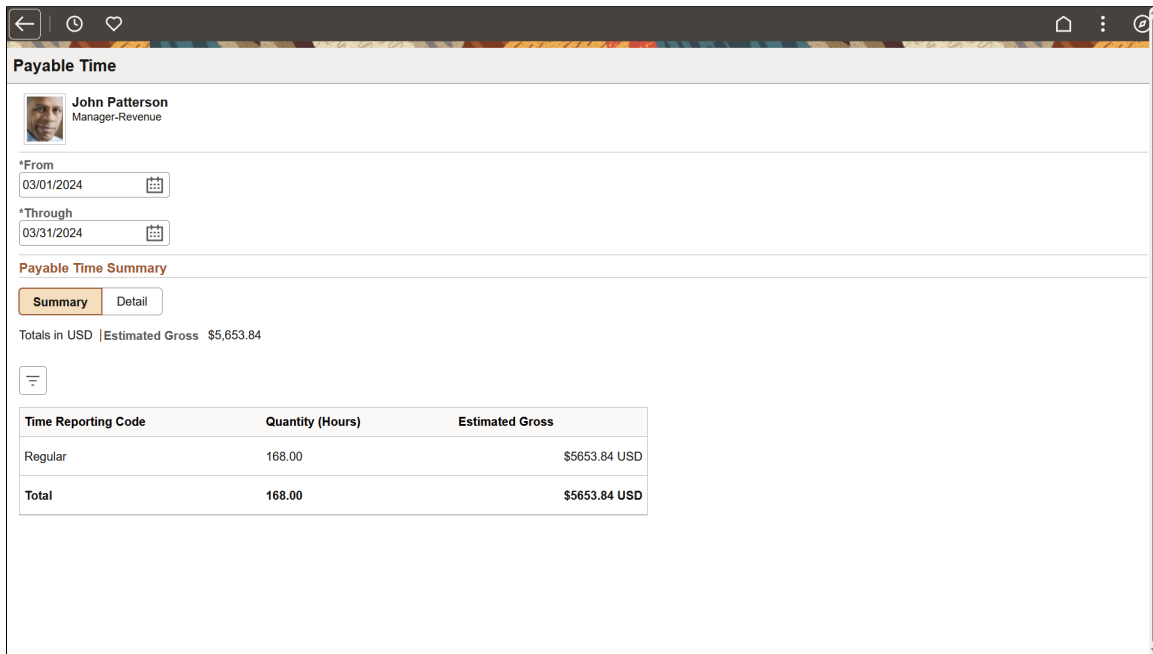 Payable Time
John Patterson
Manager-Revenue
*From
03/01/2024
*Through
03/31/2024
Payable Time Summary
Summary Detail
Totals in USD | Estimated Gross $5,653.84
Time Reporting Code Quantity (Hours) Estimated Gross
Regular 168.00 $5653.84 USD
Total 168.00 $5653.84 USD